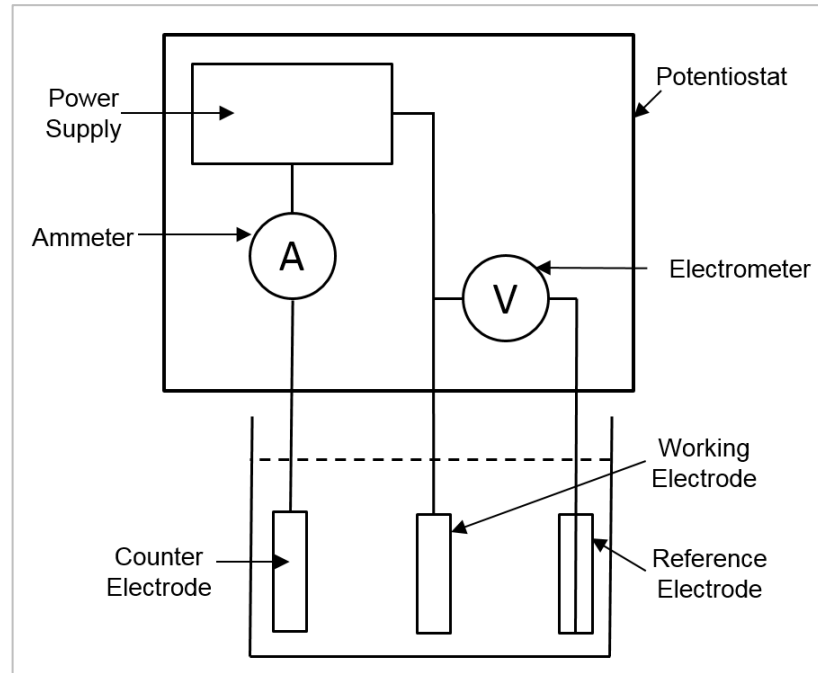 Potentiostat
Power
Supply
Ammeter
A
Electrometer
V
Working
Electrode
Counter
Electrode
Reference
Electrode